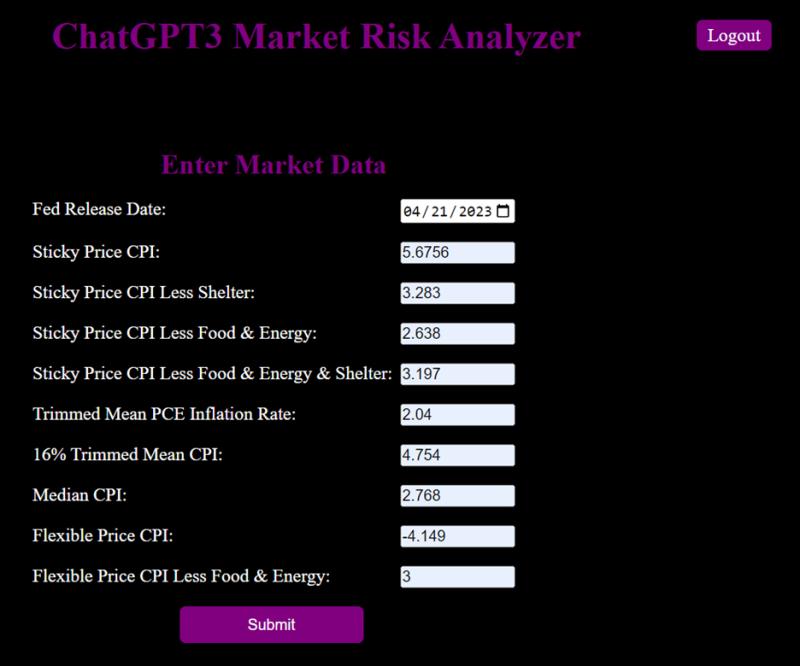 ChatGPT3 Market Risk Analyzer
Logout
Enter Market Data
Fed Release Date: 04/21/2023
Sticky Price CPI: 5.6756
Sticky Price CPI Less Shelter: 3.283
Sticky Price CPI Less Food & Energy: 2.638
Sticky Price CPI Less Food & Energy & Shelter: 3.197
Trimmed Mean PCE Inflation Rate: 2.04
16% Trimmed Mean CPI: 4.754
Median CPI: 2.768
Flexible Price CPI: -4.149
Flexible Price CPI Less Food & Energy: 3
Submit